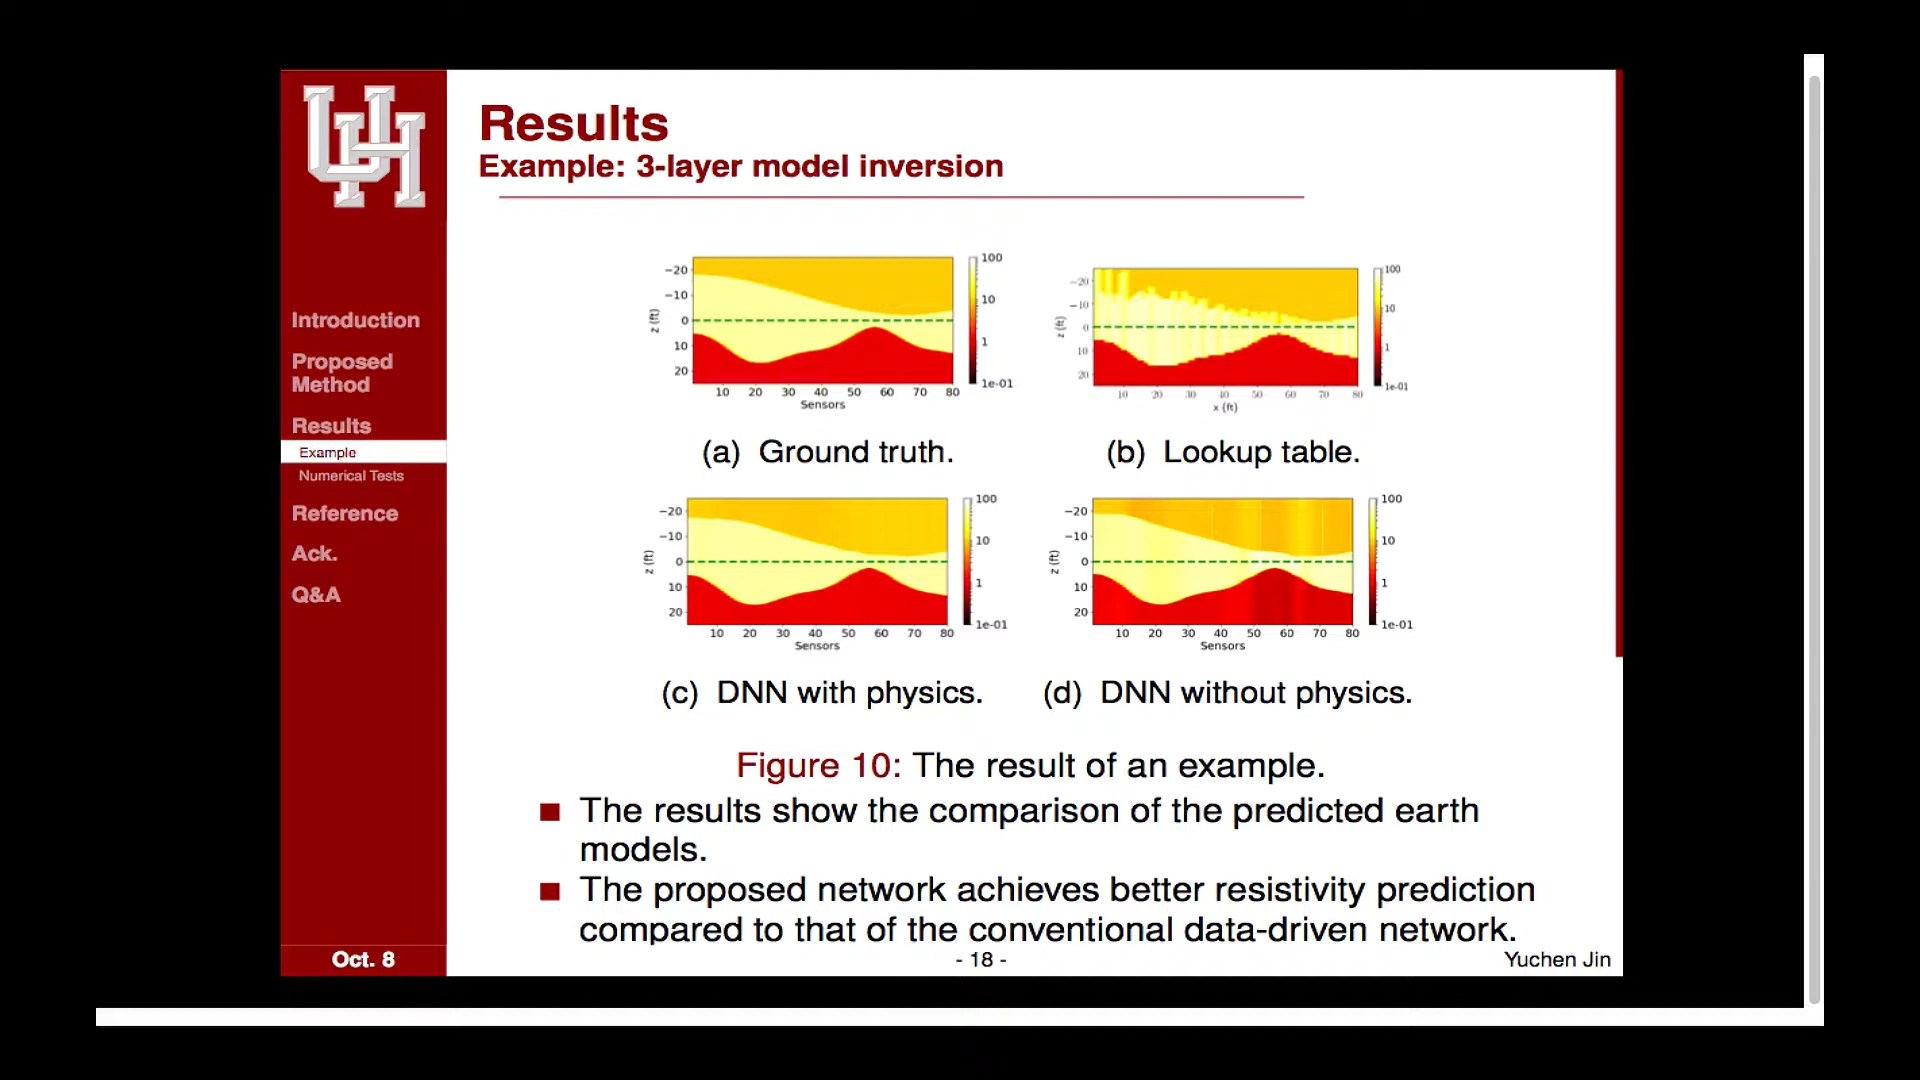 UH
Results
Example: 3-layer model inversion
Introduction
Proposed
Method
Results
Example
Numerical Tests
Reference
Ack.
Q&A
Oct. 8
−20
−10
0
10
20
z (ft)
10 20 30 40 50 60 70 80
Sensors
100
10
1
1e-01
(a) Ground truth.
−20
−10
0
10
20
z (ft)
10 20 30 40 50 60 70 80
x (ft)
100
10
1
1e-01
(b) Lookup table.
−20
−10
0
10
20
z (ft)
10 20 30 40 50 60 70 80
Sensors
100
10
1
1e-01
(c) DNN with physics.
−20
−10
0
10
20
z (ft)
10 20 30 40 50 60 70 80
Sensors
100
10
1
1e-01
(d) DNN without physics.
Figure 10: The result of an example.
The results show the comparison of the predicted earth
models.
The proposed network achieves better resistivity prediction
compared to that of the conventional data-driven network.
- 18 -
Yuchen Jin